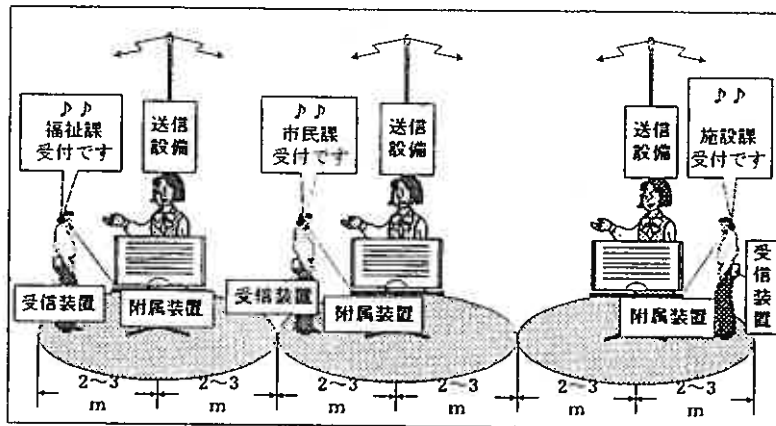 ♪♪
福祉課
受付です
送信
設備
♪♪
市民課
受付です
送信
設備
送信
設備
♪♪
施設課
受付です
受信装置
附属装置
受信装置
附属装置
附属装置
受信装置
2~3
m
2~3
m
2~3
m
2~3
m
2~3
m
2~3
m